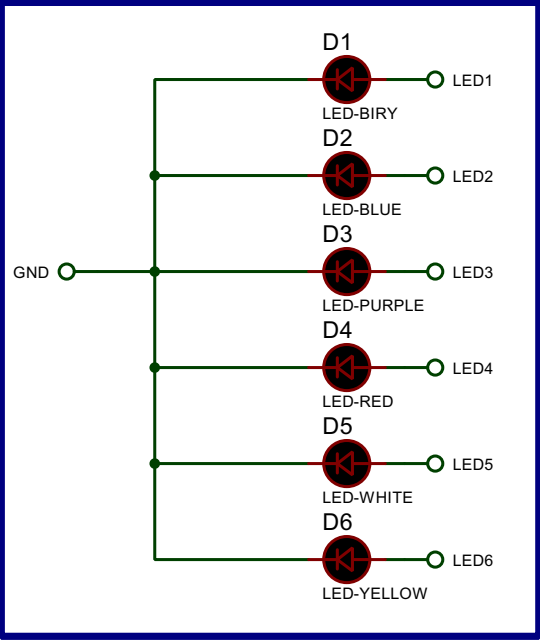 D1
LED1
LED-BIRY
D2
LED2
LED-BLUE
D3
GND
LED3
LED-PURPLE
D4
LED4
LED-RED
D5
LED5
LED-WHITE
D6
LED6
LED-YELLOW